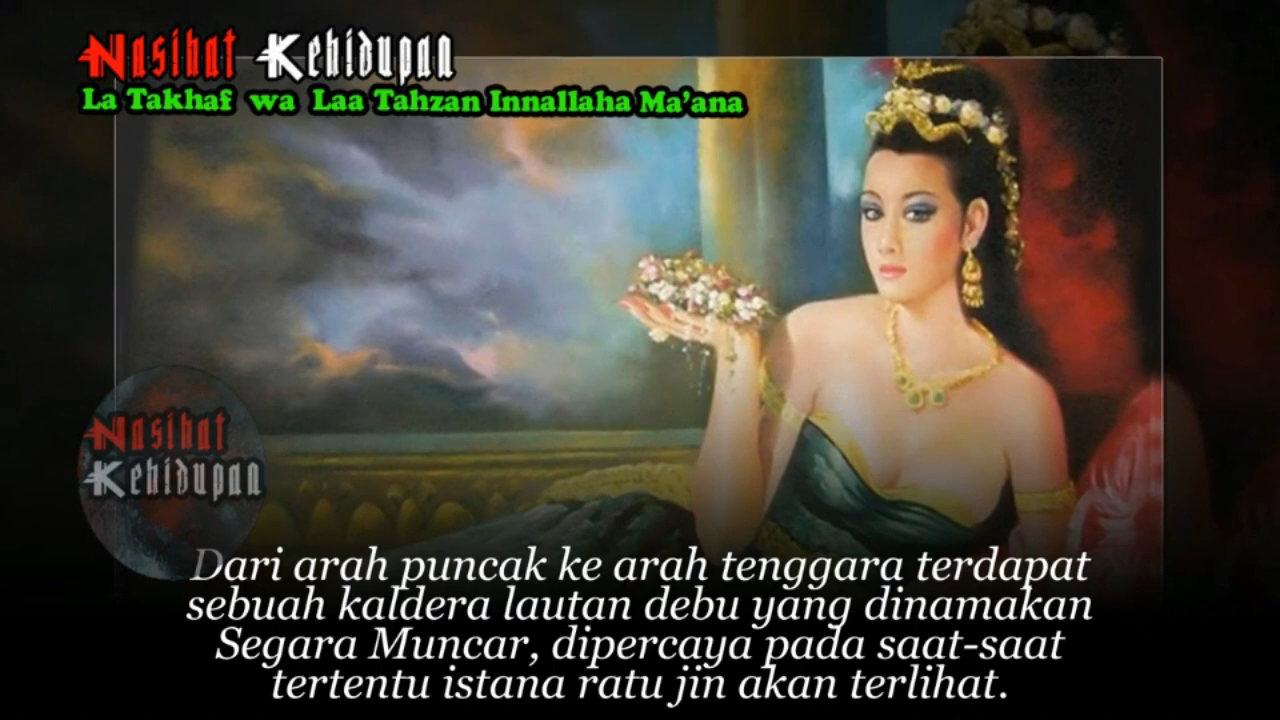 Nasihat Kehidupan
La Takhaf wa Laa Tahzan Innallaha Ma'ana
Nasihat
Kehidupan
Dari arah puncak ke arah tenggara terdapat
sebuah kaldera lautan debu yang dinamakan
Segara Muncar, dipercaya pada saat-saat
tertentu istana ratu jin akan terlihat.